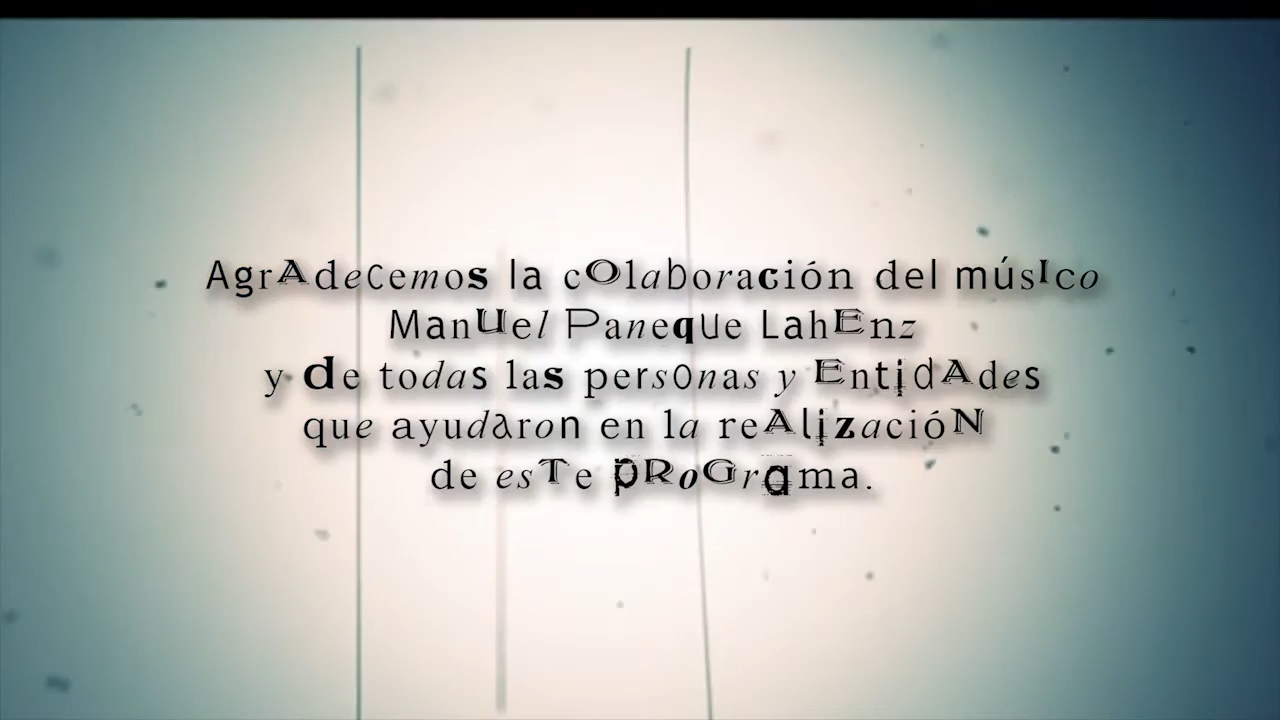 Agradecemos la colaboración del músico
Manuel Paneque Lahenz
y de todas las personas y Entidades
que ayudaron en la realización
de este programa.